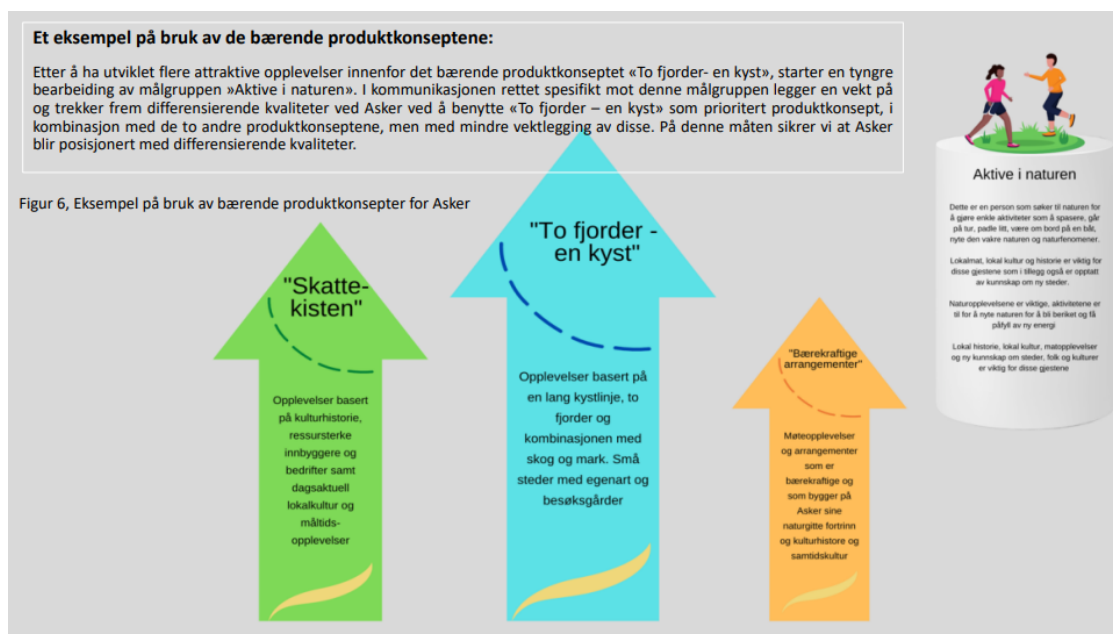 Et eksempel på bruk av de bærende produktkonseptene:
Etter å ha utviklet flere attraktive opplevelser innenfor det bærende produktkonseptet «To fjorder- en kyst», starter en tyngre
bearbeiding av målgruppen »Aktive i naturen». I kommunikasjonen rettet spesifikt mot denne målgruppen legger en vekt på
og trekker frem differensierende kvaliteter ved Asker ved å benytte «To fjorder – en kyst» som prioritert produktkonsept, i
kombinasjon med de to andre produktkonseptene, men med mindre vektlegging av disse. På denne måten sikrer vi at Asker
blir posisjonert med differensierende kvaliteter.
Figur 6, Eksempel på bruk av bærende produktkonsepter for Asker
"Skatte-
kisten"
Opplevelser basert
på kulturhistorie,
ressursterke
innbyggere og
bedrifter samt
dagsaktuell
lokalkultur og
måltids-
opplevelser
"To fjorder -
en kyst"
Opplevelser basert på
en lang kystlinje, to
fjorder og
kombinasjonen med
skog og mark. Små
steder med egenart og
besøksgårder
"Bærekraftige
arrangementer"
Møteopplevelser
og arrangementer
som er
bærekraftige og
som bygger på
Asker sine
naturgitte fortrinn
og kulturhistore og
samtidskultur
Aktive i naturen
Dette er en person som søker til naturen for
å gjøre enkle aktiviteter som å spasere, går
på tur, padle litt, være om bord på en båt,
nyte den vakre naturen og naturfenomener.
Lokalmat, lokal kultur og historie er viktig for
disse gjestene som i tillegg også er opptatt
av kunnskap om ny steder.
Naturopplevelsene er viktige, aktivitetene er
til for å nyte naturen for å bli beriket og få
påfyll av ny energi
Lokal historie, lokal kultur, matopplevelser
og ny kunnskap om steder, folk og kulturer
er viktig for disse gjestene